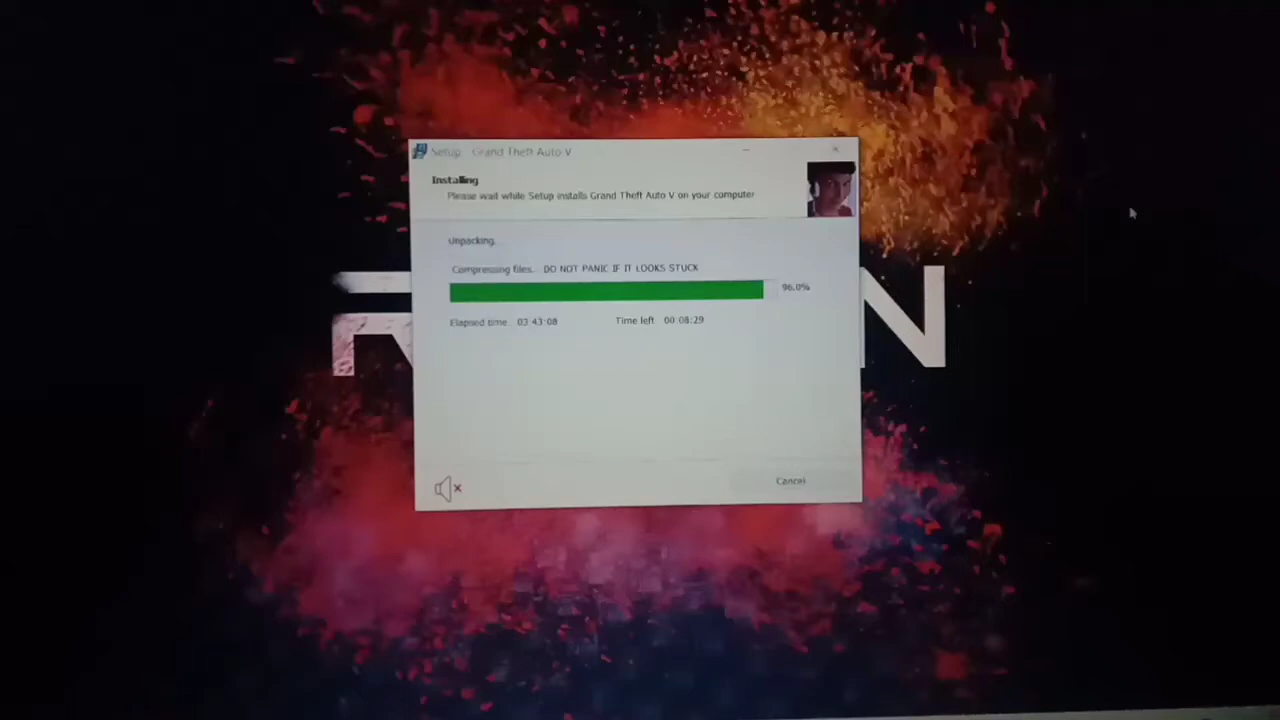 Setup Grand Theft Auto V
Installing
Please wait while Setup installs Grand Theft Auto V on your computer
Unpacking...
Compressing files... DO NOT PANIC IF IT LOOKS STUCK
96.0%
Elapsed time: 03:43:08 Time left: 00:08:29
Cancel